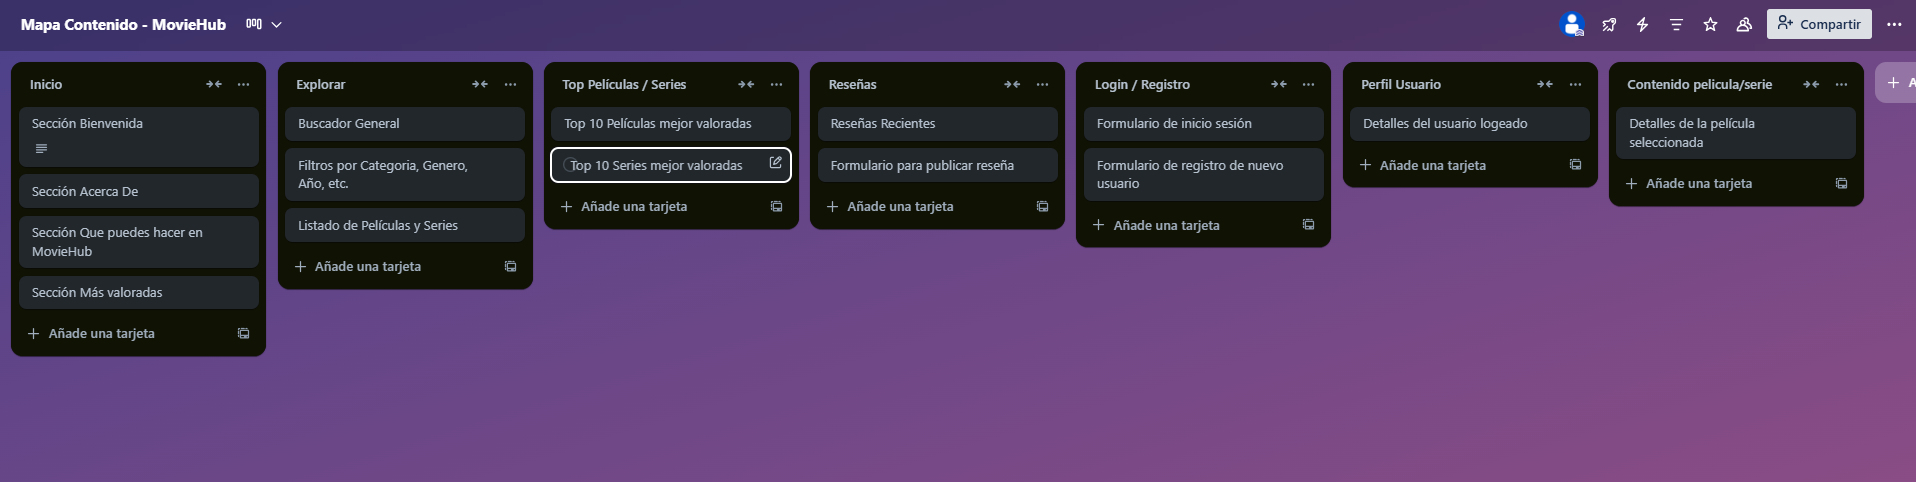 Mapa Contenido - MovieHub
Compartir
Inicio
Sección Bienvenida
Sección Acerca De
Sección Que puedes hacer en
MovieHub
Sección Más valoradas
Añade una tarjeta
Explorar
Buscador General
Filtros por Categoria, Genero,
Año, etc.
Listado de Películas y Series
Añade una tarjeta
Top Películas / Series
Top 10 Películas mejor valoradas
Top 10 Series mejor valoradas
Añade una tarjeta
Reseñas
Reseñas Recientes
Formulario para publicar reseña
Añade una tarjeta
Login / Registro
Formulario de inicio sesión
Formulario de registro de nuevo
usuario
Añade una tarjeta
Perfil Usuario
Detalles del usuario logeado
Añade una tarjeta
Contenido pelicula/serie
Detalles de la película
seleccionada
Añade una tarjeta